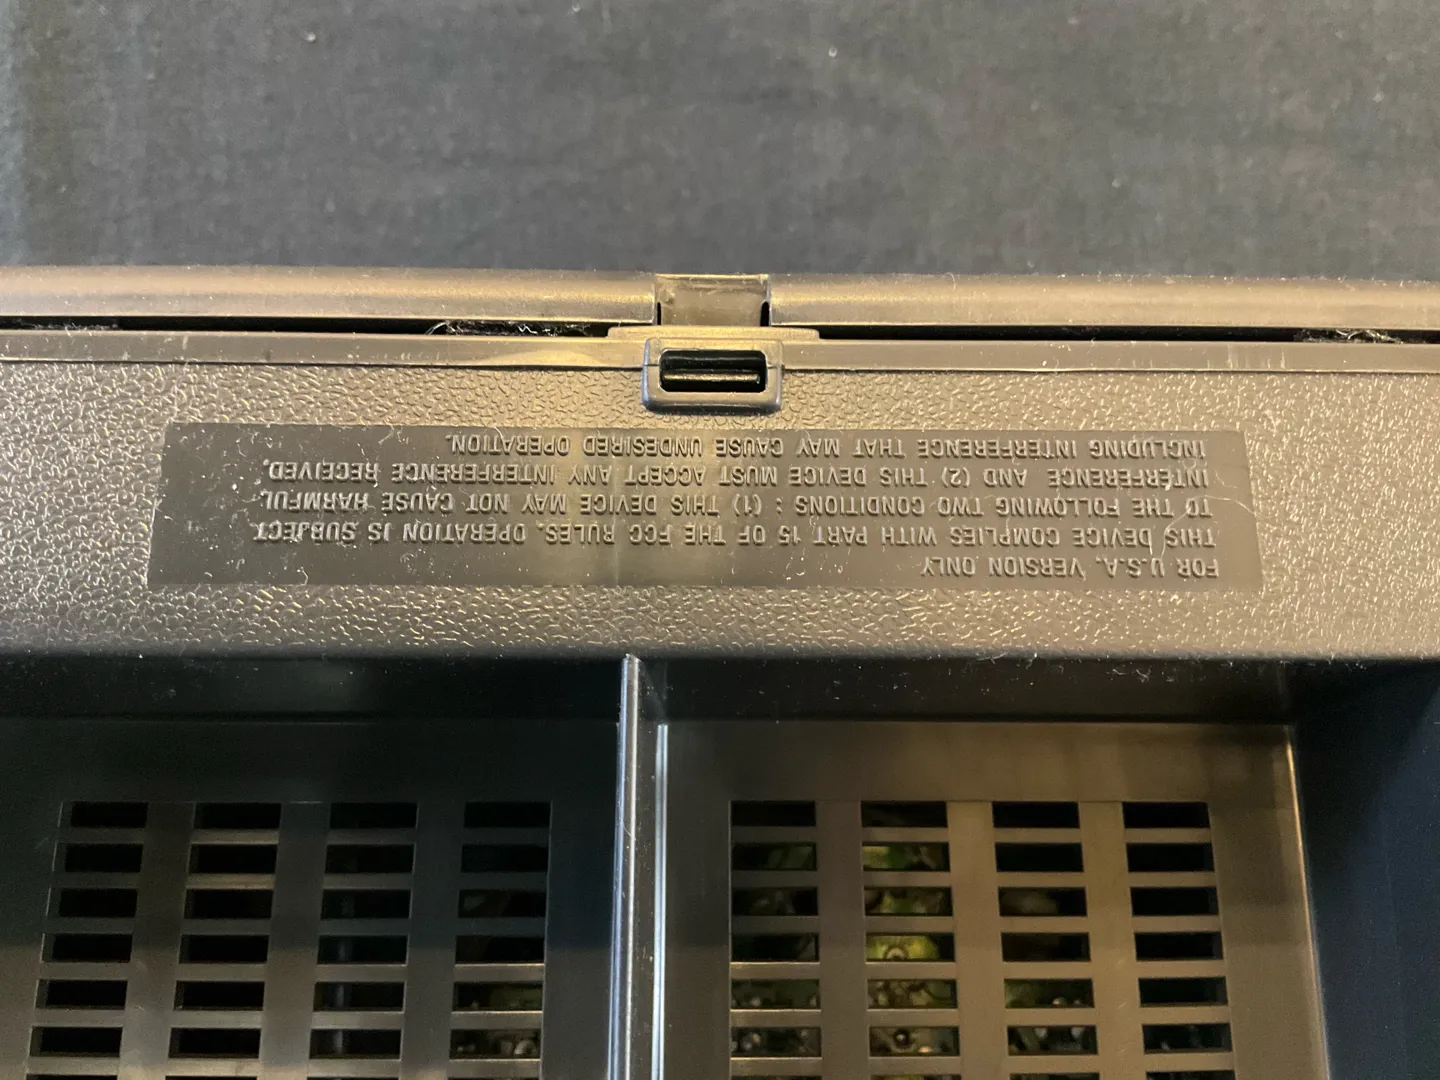 FOR U.S.A. VERSION ONLY
THIS DEVICE COMPLIES WITH PART 15 OF THE FCC RULES. OPERATION IS SUBJECT
TO THE FOLLOWING TWO CONDITIONS : (1) THIS DEVICE MAY NOT CAUSE HARMFUL
INTERFERENCE AND (2) THIS DEVICE MUST ACCEPT ANY INTERFERENCE RECEIVED,
INCLUDING INTERFERENCE THAT MAY CAUSE UNDESIRED OPERATION.